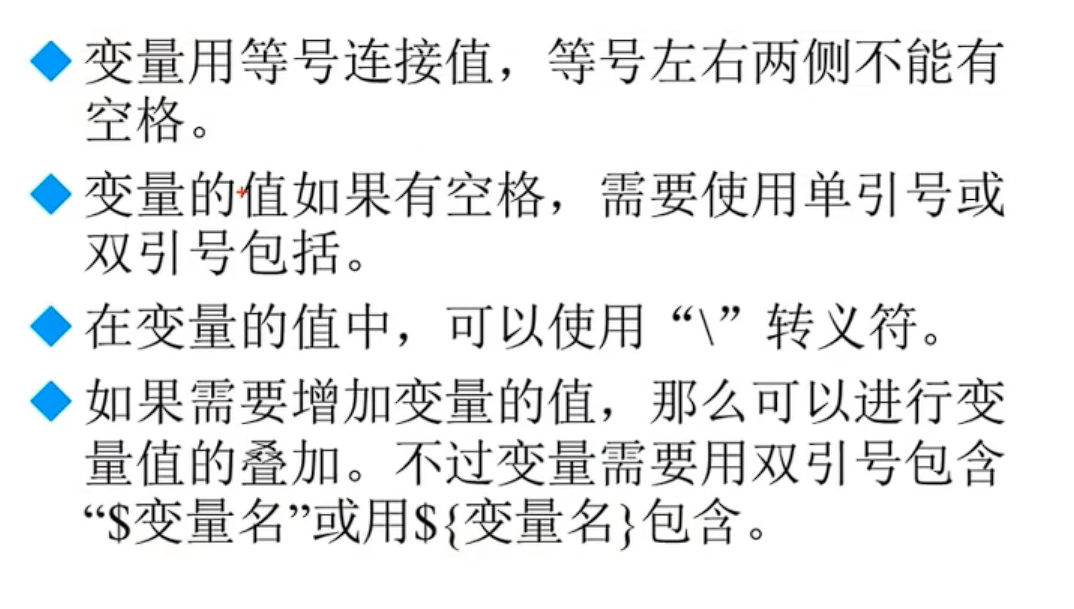 变量用等号连接值，等号左右两侧不能有
空格。
变量的值如果有空格，需要使用单引号或
双引号包括。
在变量的值中，可以使用“\”转义符。
如果需要增加变量的值，那么可以进行变
量值的叠加。不过变量需要用双引号包含
“$变量名”或用${变量名}包含。